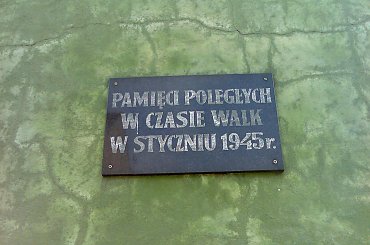 PAMIĘCI POLEGŁYCH
W CZASIE WALK
W STYCZNIU 1945 r.